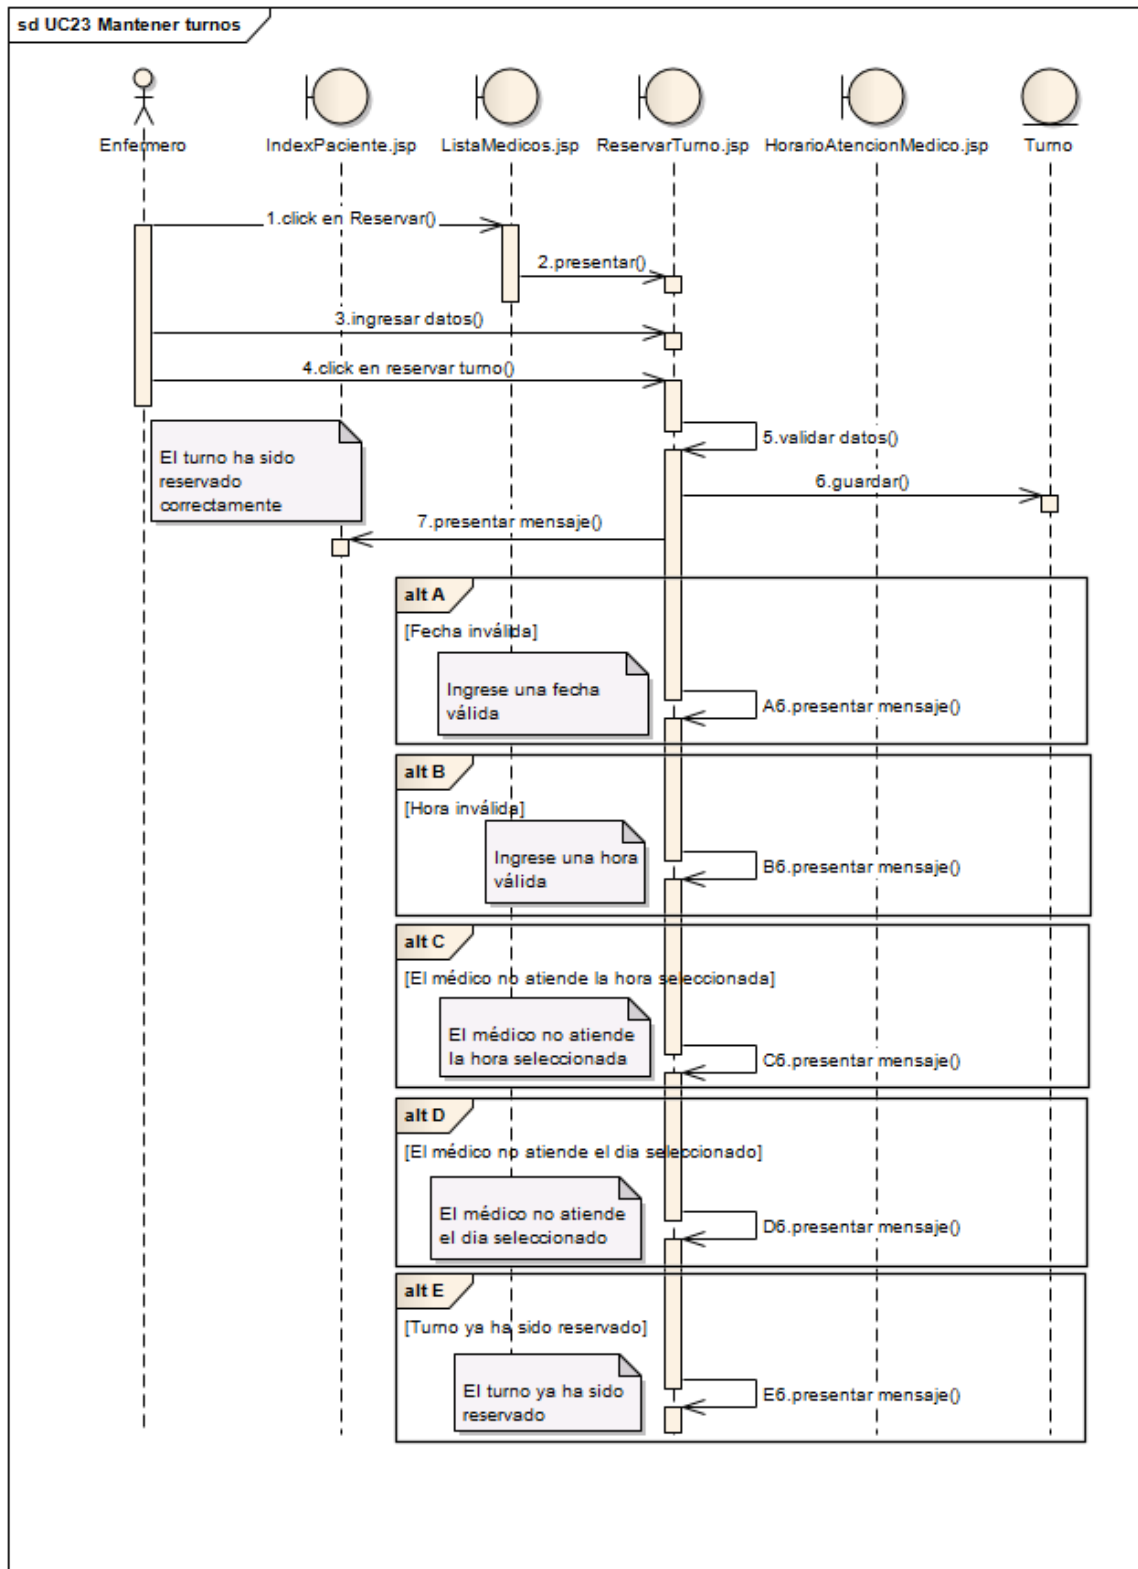 sd UC23 Mantener turnos
Enfermero
IndexPaciente.jsp
ListaMedicos.jsp
ReservarTurno.jsp
HorarioAtencionMedico.jsp
Turno
1.click en Reservar()
2.presentar()
3.ingresar datos()
4.click en reservar turno()
5.validar datos()
El turno ha sido
reservado
correctamente
6.guardar()
7.presentar mensaje()
alt A
[Fecha inválida]
Ingrese una fecha
válida
A6.presentar mensaje()
alt B
[Hora inválida]
Ingrese una hora
válida
B6.presentar mensaje()
alt C
[El médico no atiende la hora seleccionada]
El médico no atiende
la hora seleccionada
C6.presentar mensaje()
alt D
[El médico no atiende el dia seleccionado]
El médico no atiende
el dia seleccionado
D6.presentar mensaje()
alt E
[Turno ya ha sido reservado]
El turno ya ha sido
reservado
E6.presentar mensaje()